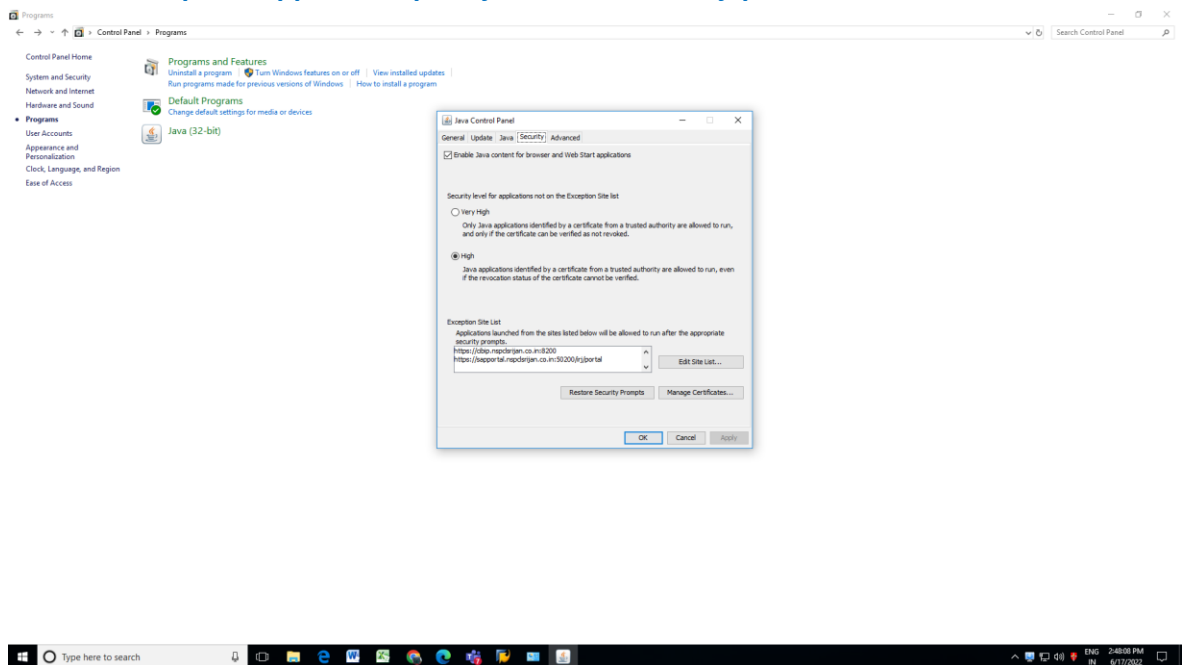 Programs
Control Panel > Programs
Search Control Panel
Control Panel Home
System and Security
Network and Internet
Hardware and Sound
Programs
User Accounts
Appearance and
Personalization
Clock, Language, and Region
Ease of Access
Programs and Features
Uninstall a program | Turn Windows features on or off | View installed updates |
Run programs made for previous versions of Windows | How to install a program
Default Programs
Change default settings for media or devices
Java (32-bit)
Java Control Panel
General Update Java Security Advanced
Enable Java content for browser and Web Start applications
Security level for applications not on the Exception Site list
Very High
Only Java applications identified by a certificate from a trusted authority are allowed to run,
and only if the certificate can be verified as not revoked.
High
Java applications identified by a certificate from a trusted authority are allowed to run, even
if the revocation status of the certificate cannot be verified.
Exception Site List
Applications launched from the sites listed below will be allowed to run after the appropriate
security prompts.
.nspclsrijan.co.in:8200
https://sapportal.nspclsrijan.co.in:50200/irj/portal
Edit Site List...
Restore Security Prompts Manage Certificates...
OK Cancel Apply
Type here to search
ENG 2:48:08 PM
IN 6/17/2022